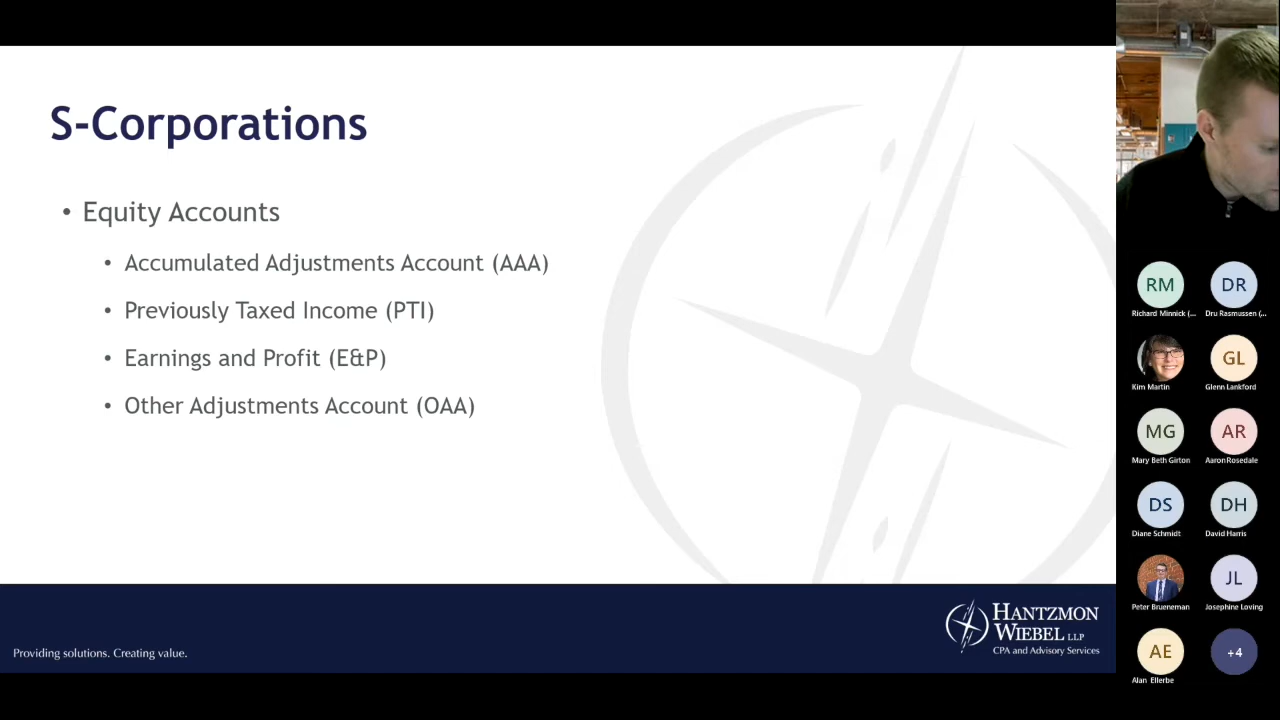 S-Corporations
• Equity Accounts
• Accumulated Adjustments Account (AAA)
• Previously Taxed Income (PTI)
• Earnings and Profit (E&P)
• Other Adjustments Account (OAA)
Providing solutions. Creating value.
HANTZMON
WIEBEL LLP
CPA and Advisory Services
RM
DR
Richard Minnick (...
Dru Rasmussen (...
GL
Kim Martin
Glenn Lankford
MG
AR
Mary Beth Girton
Aaron Rosedale
DS
DH
Diane Schmidt
David Harris
JL
Peter Brueneman
Josephine Loving
AE
+4
Alan Ellerbe